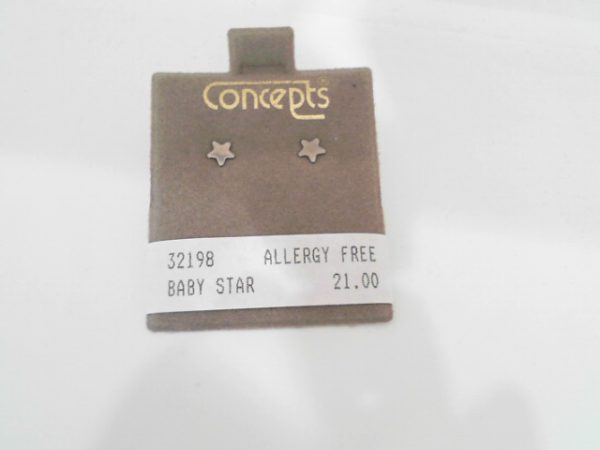 Concepts®
32198 ALLERGY FREE
BABY STAR 21.00